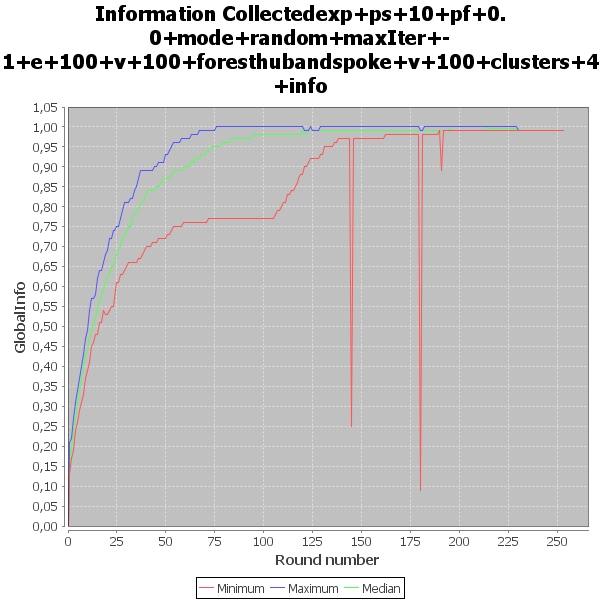 Information Collectedexp+ps+10+pf+0.
0+mode+random+maxIter+-
1+e+100+v+100+foresthubandspoke+v+100+clusters+4
+info
1,05
1,00
0,95
0,90
0,85
0,80
0,75
0,70
0,65
0,60
0,55
0,50
0,45
0,40
0,35
0,30
0,25
0,20
0,15
0,10
0,05
0,00
GlobalInfo
0 25 50 75 100 125 150 175 200 225 250
Round number
Minimum Maximum Median